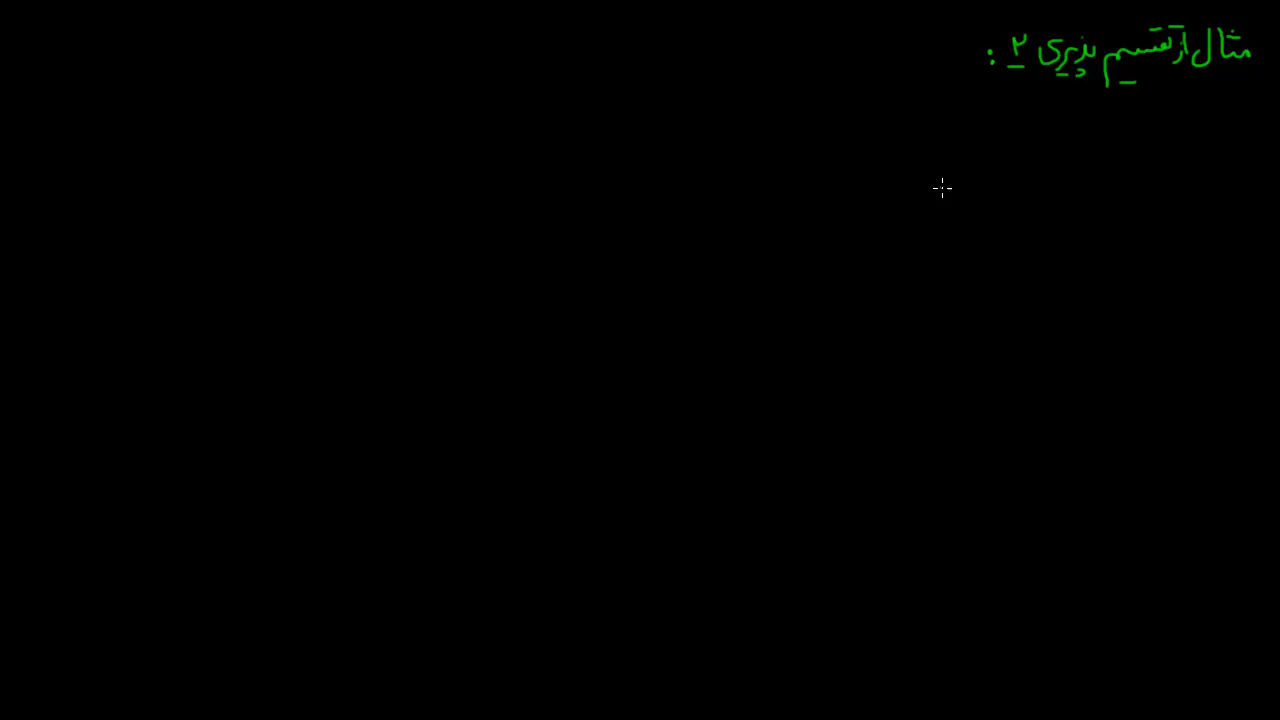 مثال از تقسیم پذیری ۲ :